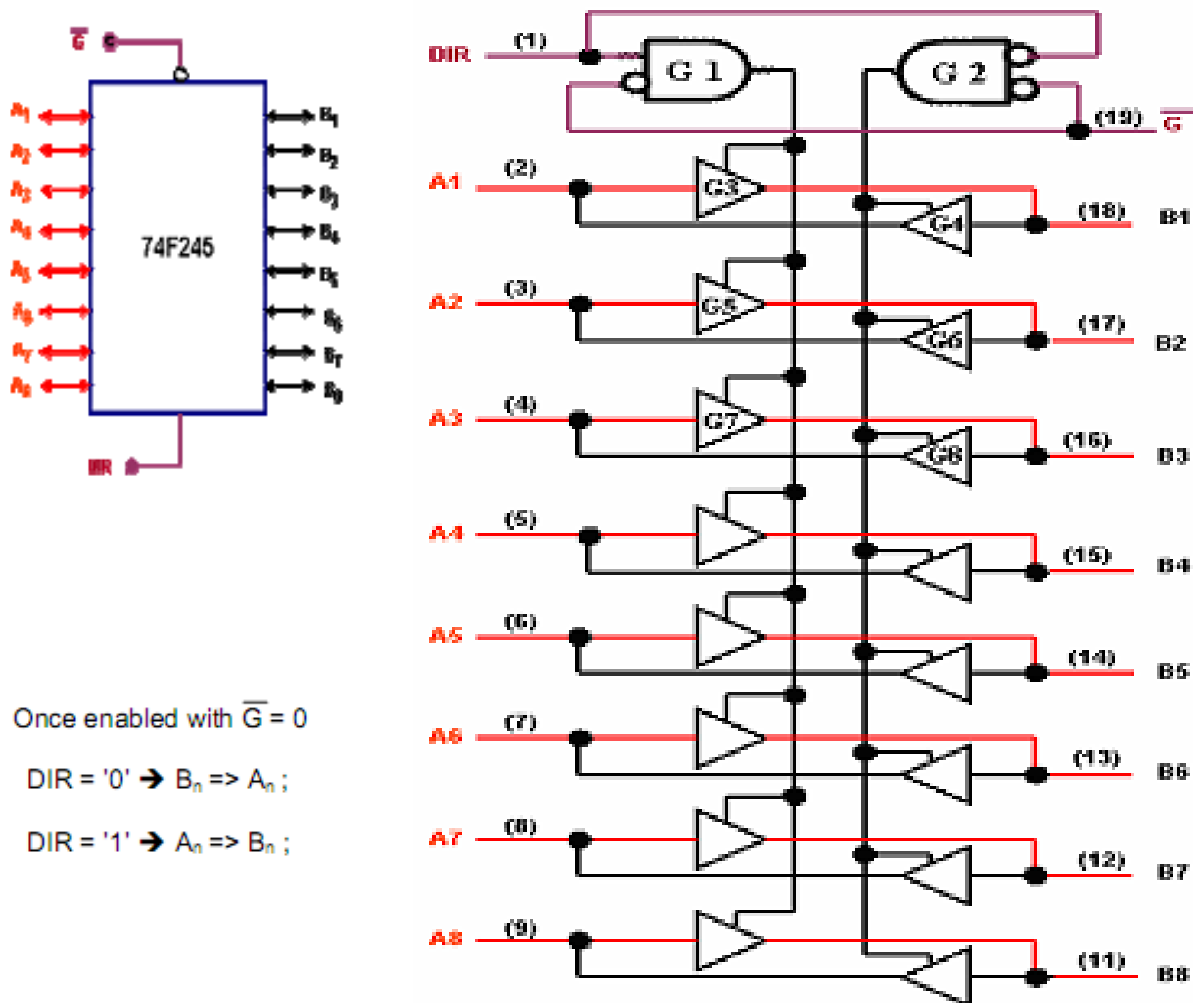 G
A1 B1
A2 B2
A3 B3
A4 B4
A5 B5
74F245
B6
A7
A8
DIR
Once enabled with G = 0
DIR = '0' ➔ Bn => An ;
DIR = '1' ➔ An => Bn ;
DIR (1) G 1 G 2
(19) G
A1 (2) G3
G4 (18) B1
A2 (3) G5
G6 (17) B2
A3 (4) G7
G8 (16) B3
A4 (5)
(15) B4
A5 (6)
(14) B5
A6 (7)
(13) B6
A7 (8)
(12) B7
A8 (9)
(11) B8